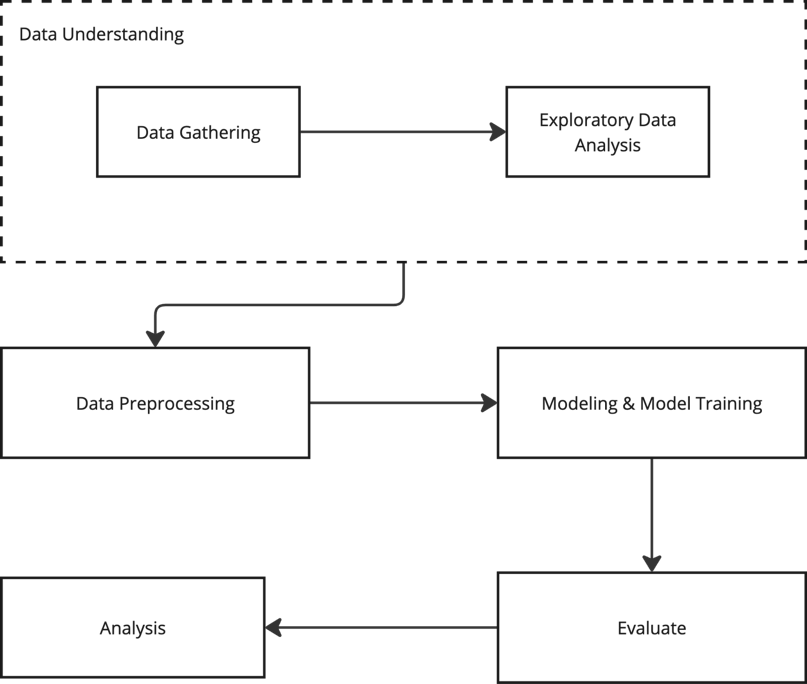 Data Understanding
Data Gathering
Exploratory Data
Analysis
Data Preprocessing
Modeling & Model Training
Analysis
Evaluate